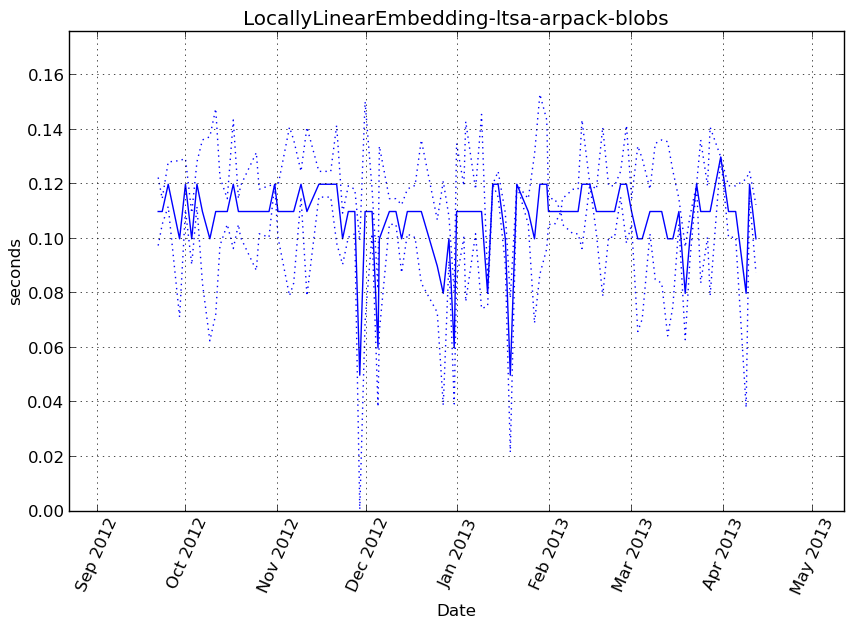 LocallyLinearEmbedding-ltsa-arpack-blobs
0.16
0.14
0.12
0.10
0.08
0.06
0.04
0.02
0.00
seconds
Sep 2012
Oct 2012
Nov 2012
Dec 2012
Jan 2013
Feb 2013
Mar 2013
Apr 2013
May 2013
Date